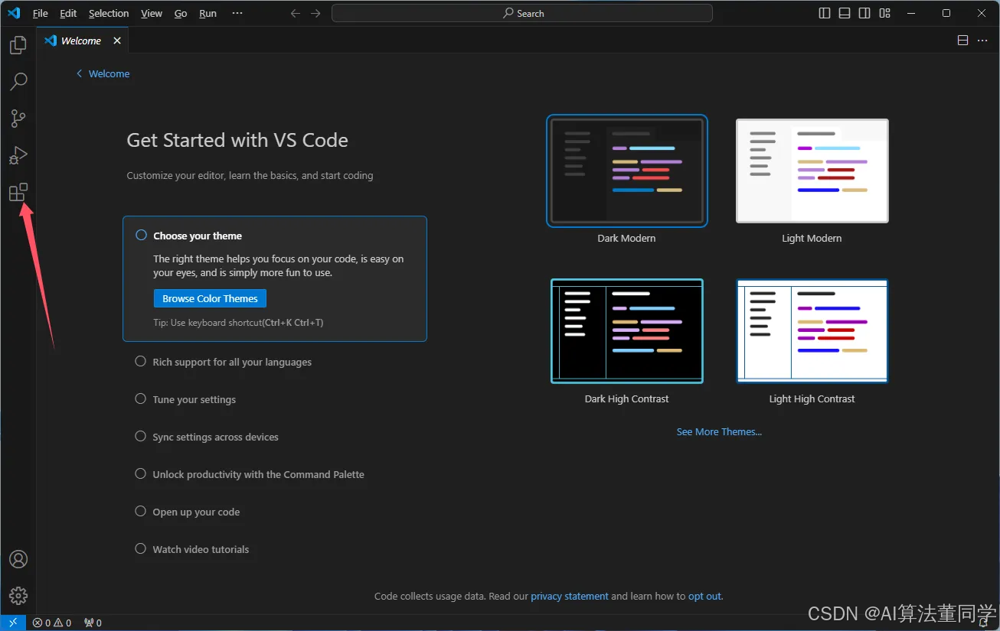 File Edit Selection View Go Run ···
Search
Welcome
Welcome
Get Started with VS Code
Customize your editor, learn the basics, and start coding
Choose your theme
The right theme helps you focus on your code, is easy on
your eyes, and is simply more fun to use.
Browse Color Themes
Tip: Use keyboard shortcut(Ctrl+K Ctrl+T)
Rich support for all your languages
Tune your settings
Sync settings across devices
Unlock productivity with the Command Palette
Open up your code
Watch video tutorials
Dark Modern
Light Modern
Dark High Contrast
Light High Contrast
See More Themes...
Code collects usage data. Read our privacy statement and learn how to opt out.
0 0 0
CSDN @AI算法董同学